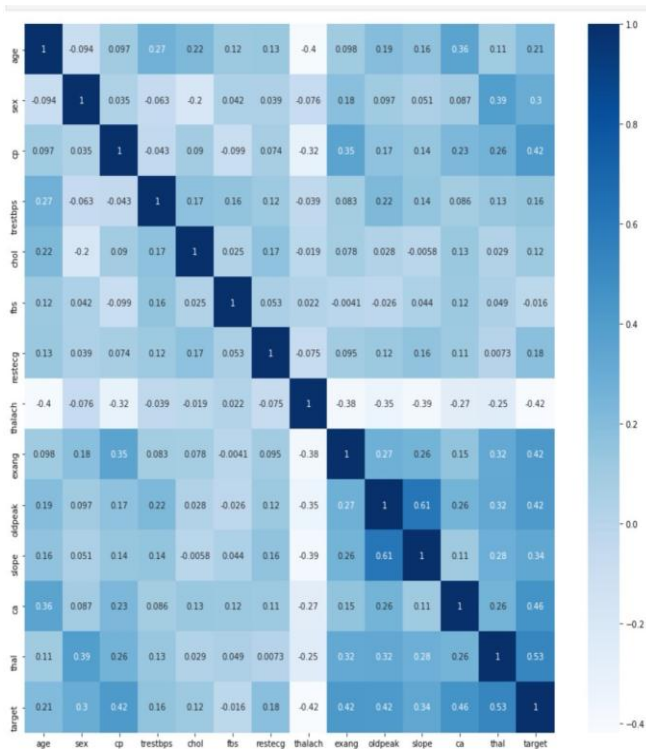 age 1 -0.094 0.097 0.27 0.22 0.12 0.13 -0.4 0.098 0.19 0.16 0.36 0.11 0.21
sex -0.094 1 0.035 -0.063 -0.2 0.042 0.039 -0.076 0.18 0.097 0.051 0.087 0.39 0.3
cp 0.097 0.035 1 -0.043 0.09 -0.099 0.074 -0.32 0.35 0.17 0.14 0.23 0.26 0.42
trestbps 0.27 -0.063 -0.043 1 0.17 0.16 0.12 -0.039 0.083 0.22 0.14 0.086 0.13 0.16
chol 0.22 -0.2 0.09 0.17 1 0.025 0.17 -0.019 0.078 0.028 -0.0058 0.13 0.029 0.12
fbs 0.12 0.042 -0.099 0.16 0.025 1 0.053 0.022 -0.0041 -0.026 0.044 0.12 0.049 -0.016
restecg 0.13 0.039 0.074 0.12 0.17 0.053 1 -0.075 0.095 0.12 0.16 0.11 0.0073 0.18
thalach -0.4 -0.076 -0.32 -0.039 -0.019 0.022 -0.075 1 -0.38 -0.35 -0.39 -0.27 -0.25 -0.42
exang 0.098 0.18 0.35 0.083 0.078 -0.0041 0.095 -0.38 1 0.27 0.26 0.15 0.32 0.42
oldpeak 0.19 0.097 0.17 0.22 0.028 -0.026 0.12 -0.35 0.27 1 0.61 0.26 0.32 0.42
slope 0.16 0.051 0.14 0.14 -0.0058 0.044 0.16 -0.39 0.26 0.61 1 0.11 0.28 0.34
ca 0.36 0.087 0.23 0.086 0.13 0.12 0.11 -0.27 0.15 0.26 0.11 1 0.26 0.46
thal 0.11 0.39 0.26 0.13 0.029 0.049 0.0073 -0.25 0.32 0.32 0.28 0.26 1 0.53
target 0.21 0.3 0.42 0.16 0.12 -0.016 0.18 -0.42 0.42 0.42 0.34 0.46 0.53 1
age sex cp trestbps chol fbs restecg thalach exang oldpeak slope ca thal target
1.0
0.8
0.6
0.4
0.2
0.0
-0.2
-0.4